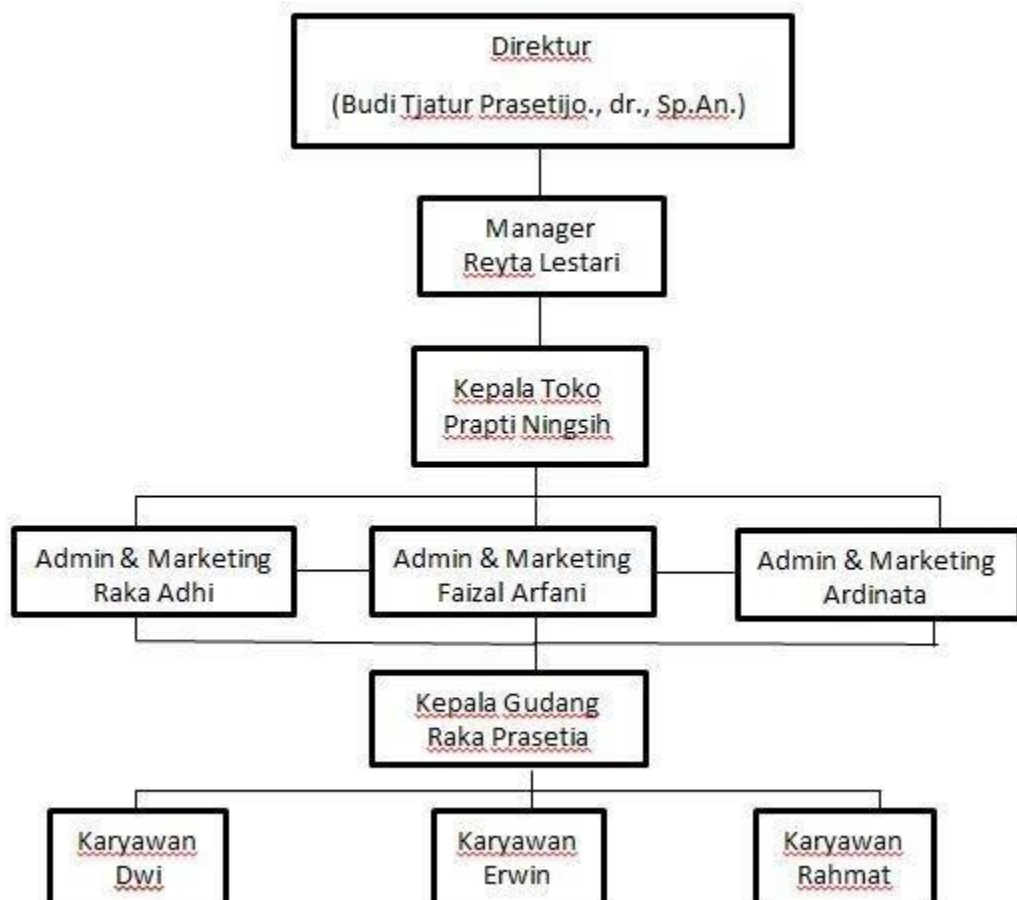 Direktur
(Budi Tjatur Prasetijo., dr., Sp.An.)
Manager
Reyta Lestari
Kepala Toko
Prapti Ningsih
Admin & Marketing
Raka Adhi
Admin & Marketing
Faizal Arfani
Admin & Marketing
Ardinata
Kepala Gudang
Raka Prasetia
Karyawan
Dwi
Karyawan
Erwin
Karyawan
Rahmat